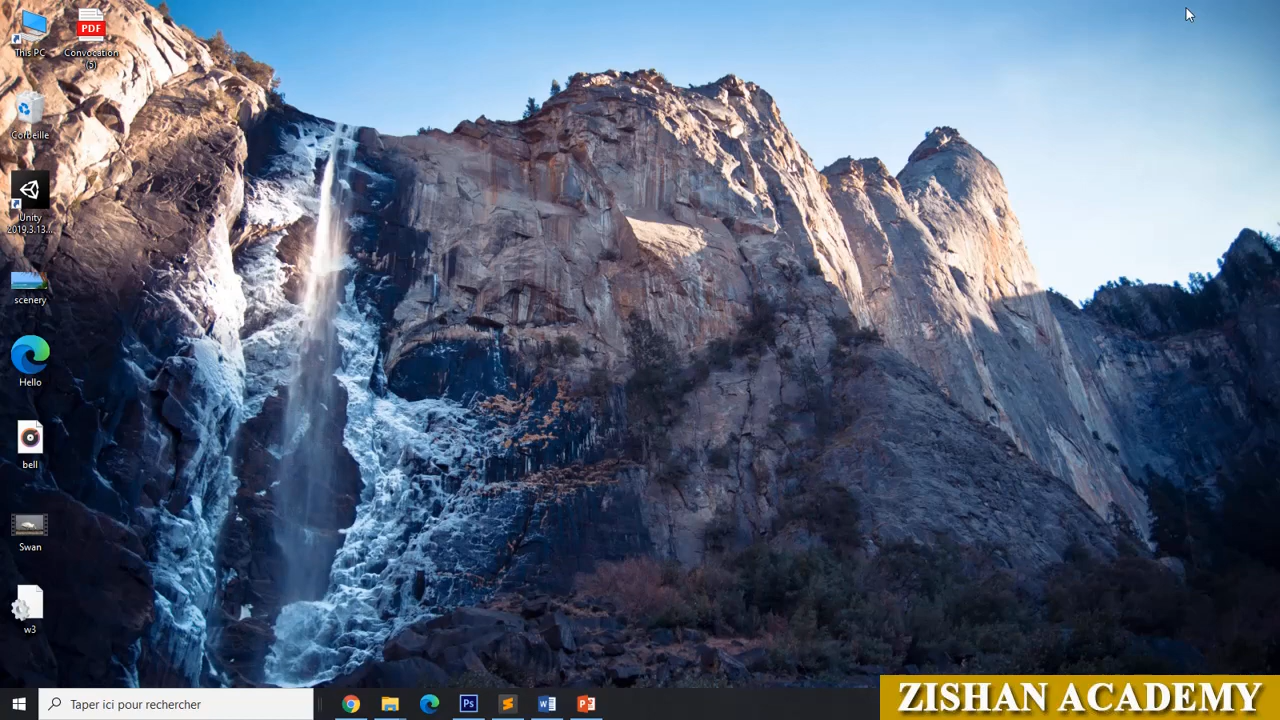 This PC
PDF
Convocation
(5)
Corbeille
Unity
2019.3.13...
scenery
Hello
bell
Swan
w3
Taper ici pour rechercher
Ps
S
W
P
ZISHAN ACADEMY